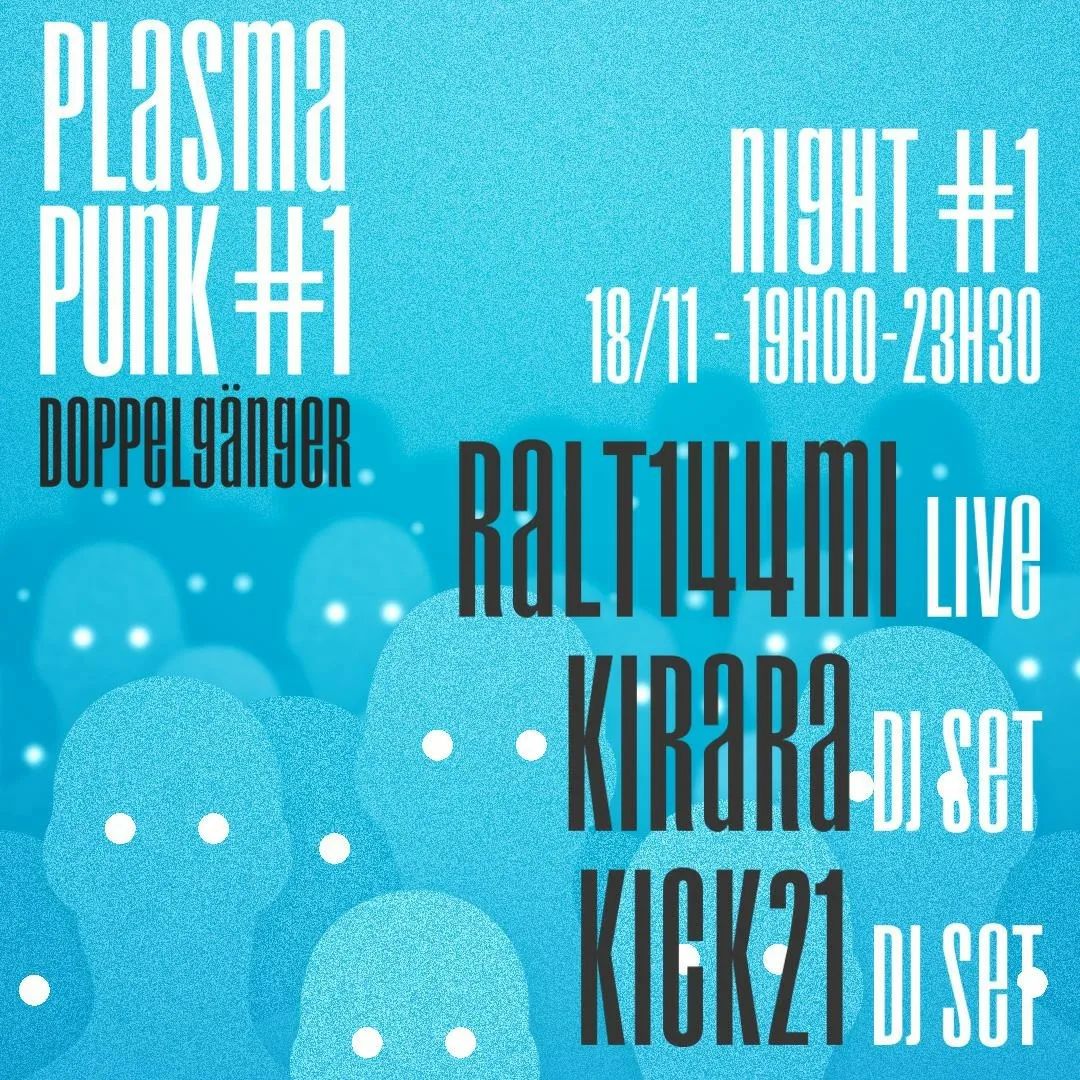 PLasma
PUNK #1
DOPPeLgängeR
NIgHT #1
18/11 - 19H00-23H30
RaLT144mI LIVe
KIRaRa DJ SeT
KICK21 DJ SeT